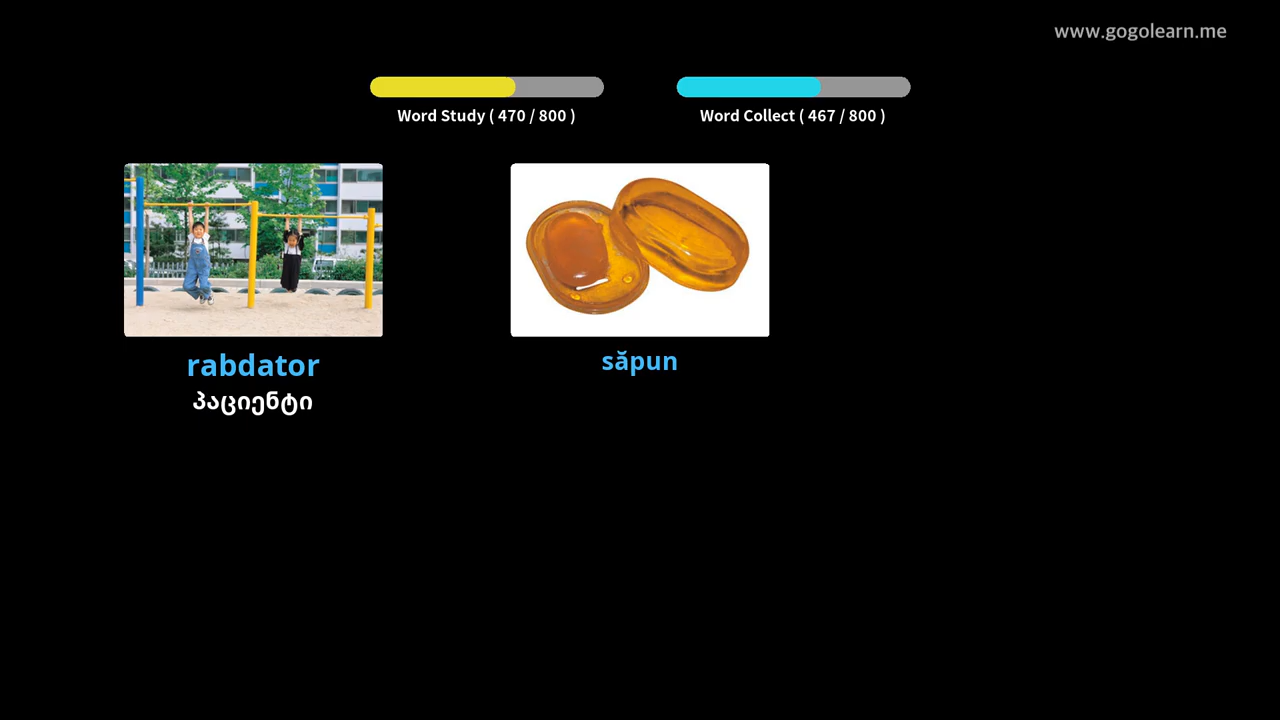 www.gogolearn.me
Word Study ( 470 / 800 )
Word Collect ( 467 / 800 )
rabdator
პაციენტი
săpun